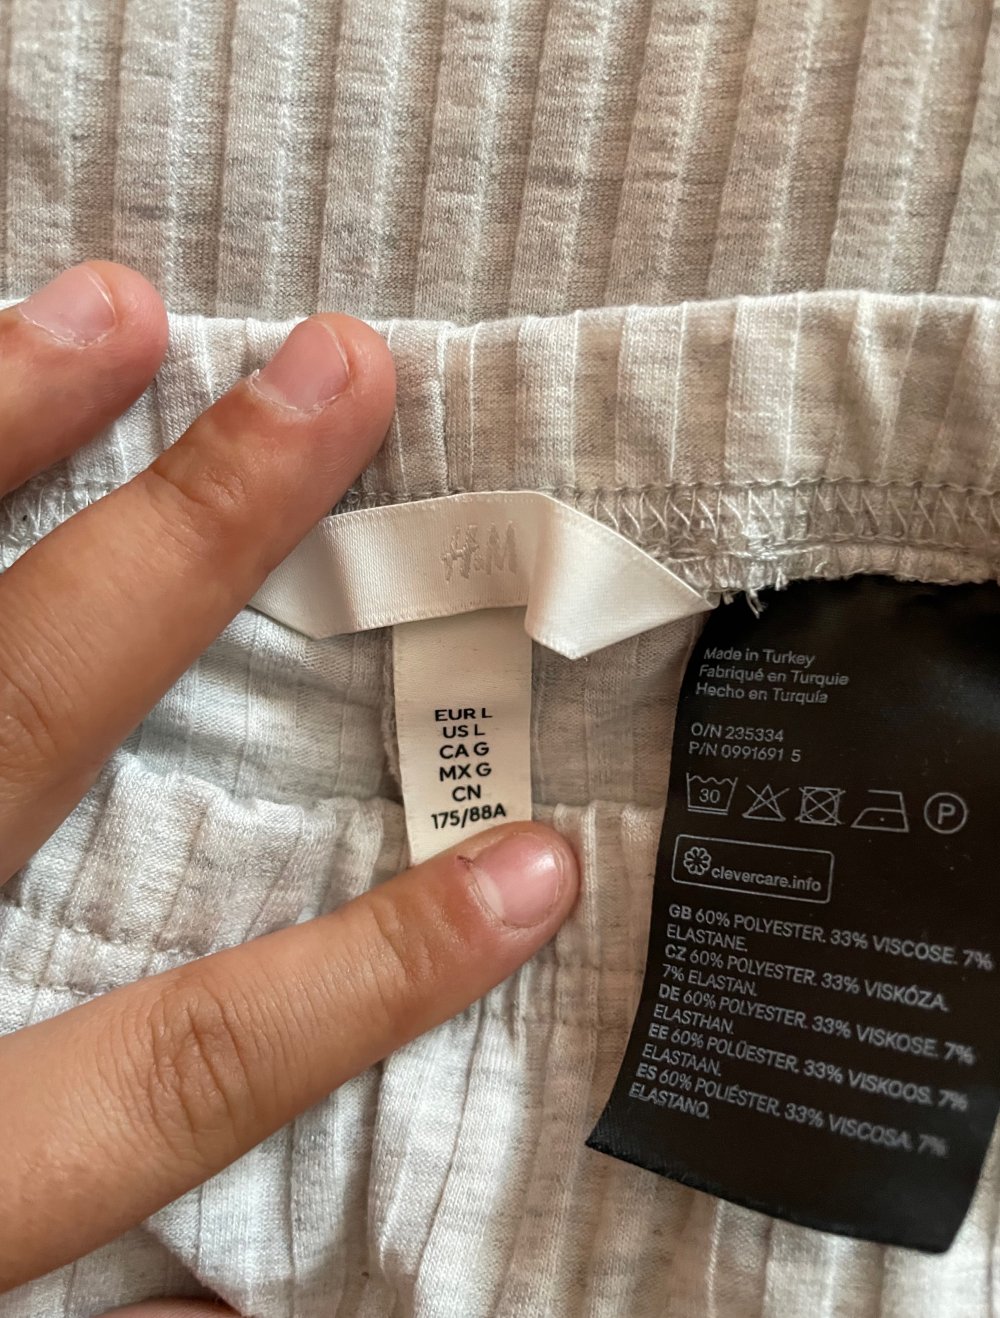 H&M
EUR L
US L
CA G
MX G
CN
175/88A
Made in Turkey
Fabriqué en Turquie
Hecho en Turquía
O/N 235334
P/N 0991691 5
30
P
clevercare.info
GB 60% POLYESTER. 33% VISCOSE. 7%
ELASTANE.
CZ 60% POLYESTER. 33% VISKÓZA.
7% ELASTAN.
DE 60% POLYESTER. 33% VISKOSE. 7%
ELASTHAN.
EE 60% POLÜESTER. 33% VISKOOS. 7%
ELASTAAN.
ES 60% POLIÉSTER. 33% VISCOSA. 7%
ELASTANO.